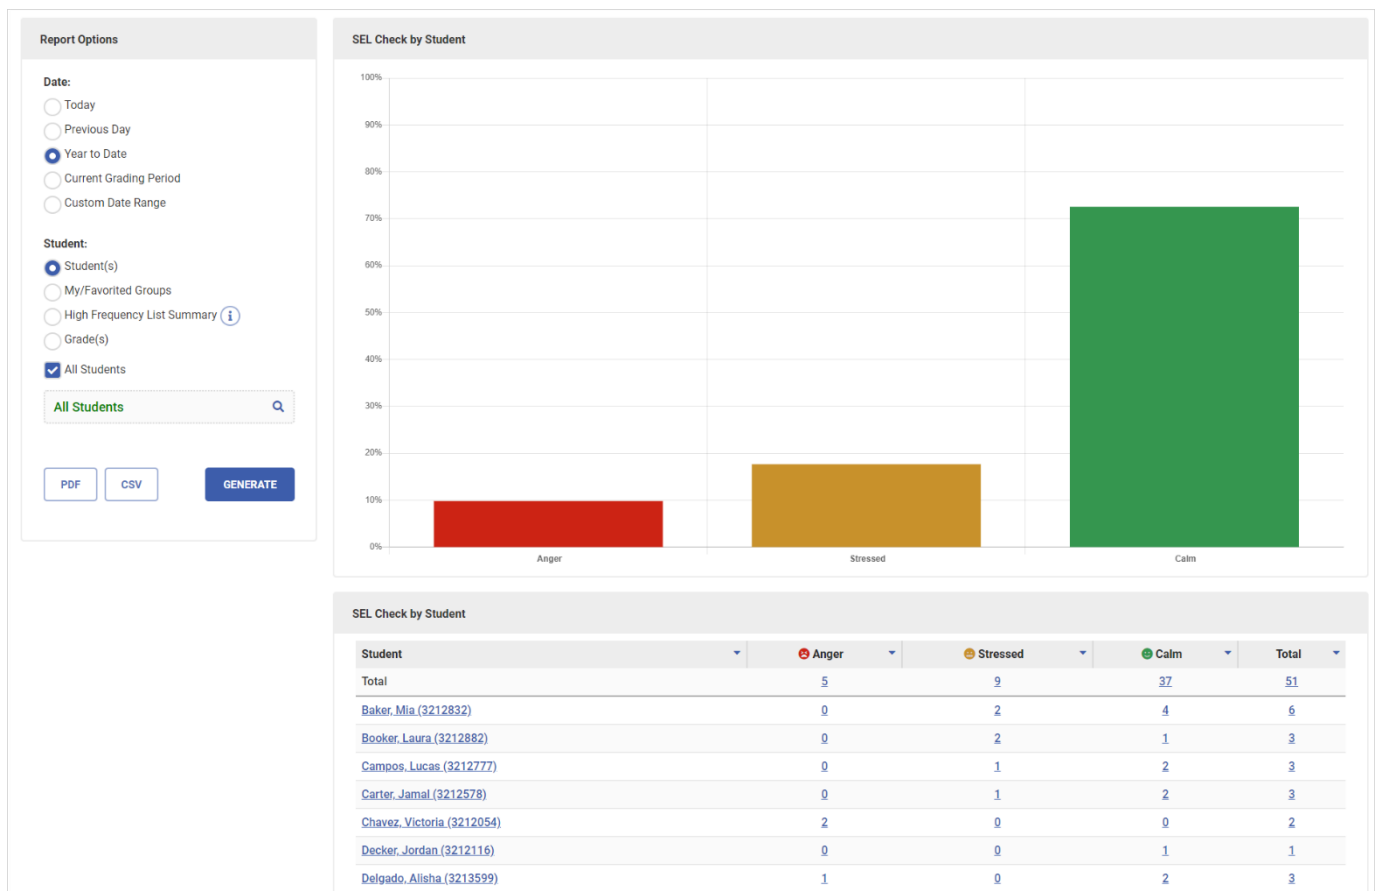 Report Options
Date:
Today
Previous Day
Year to Date
Current Grading Period
Custom Date Range
Student:
Student(s)
My/Favorited Groups
High Frequency List Summary i
Grade(s)
All Students
All Students
PDF CSV GENERATE
SEL Check by Student
100%
90%
80%
70%
60%
50%
40%
30%
20%
10%
0%
Anger Stressed Calm
SEL Check by Student
Student Anger Stressed Calm Total
Total 5 9 37 51
Baker, Mia (3212832) 0 2 4 6
Booker, Laura (3212882) 0 2 1 3
Campos, Lucas (3212777) 0 1 2 3
Carter, Jamal (3212578) 0 1 2 3
Chavez, Victoria (3212054) 2 0 0 2
Decker, Jordan (3212116) 0 0 1 1
Delgado, Alisha (3213599) 1 0 2 3